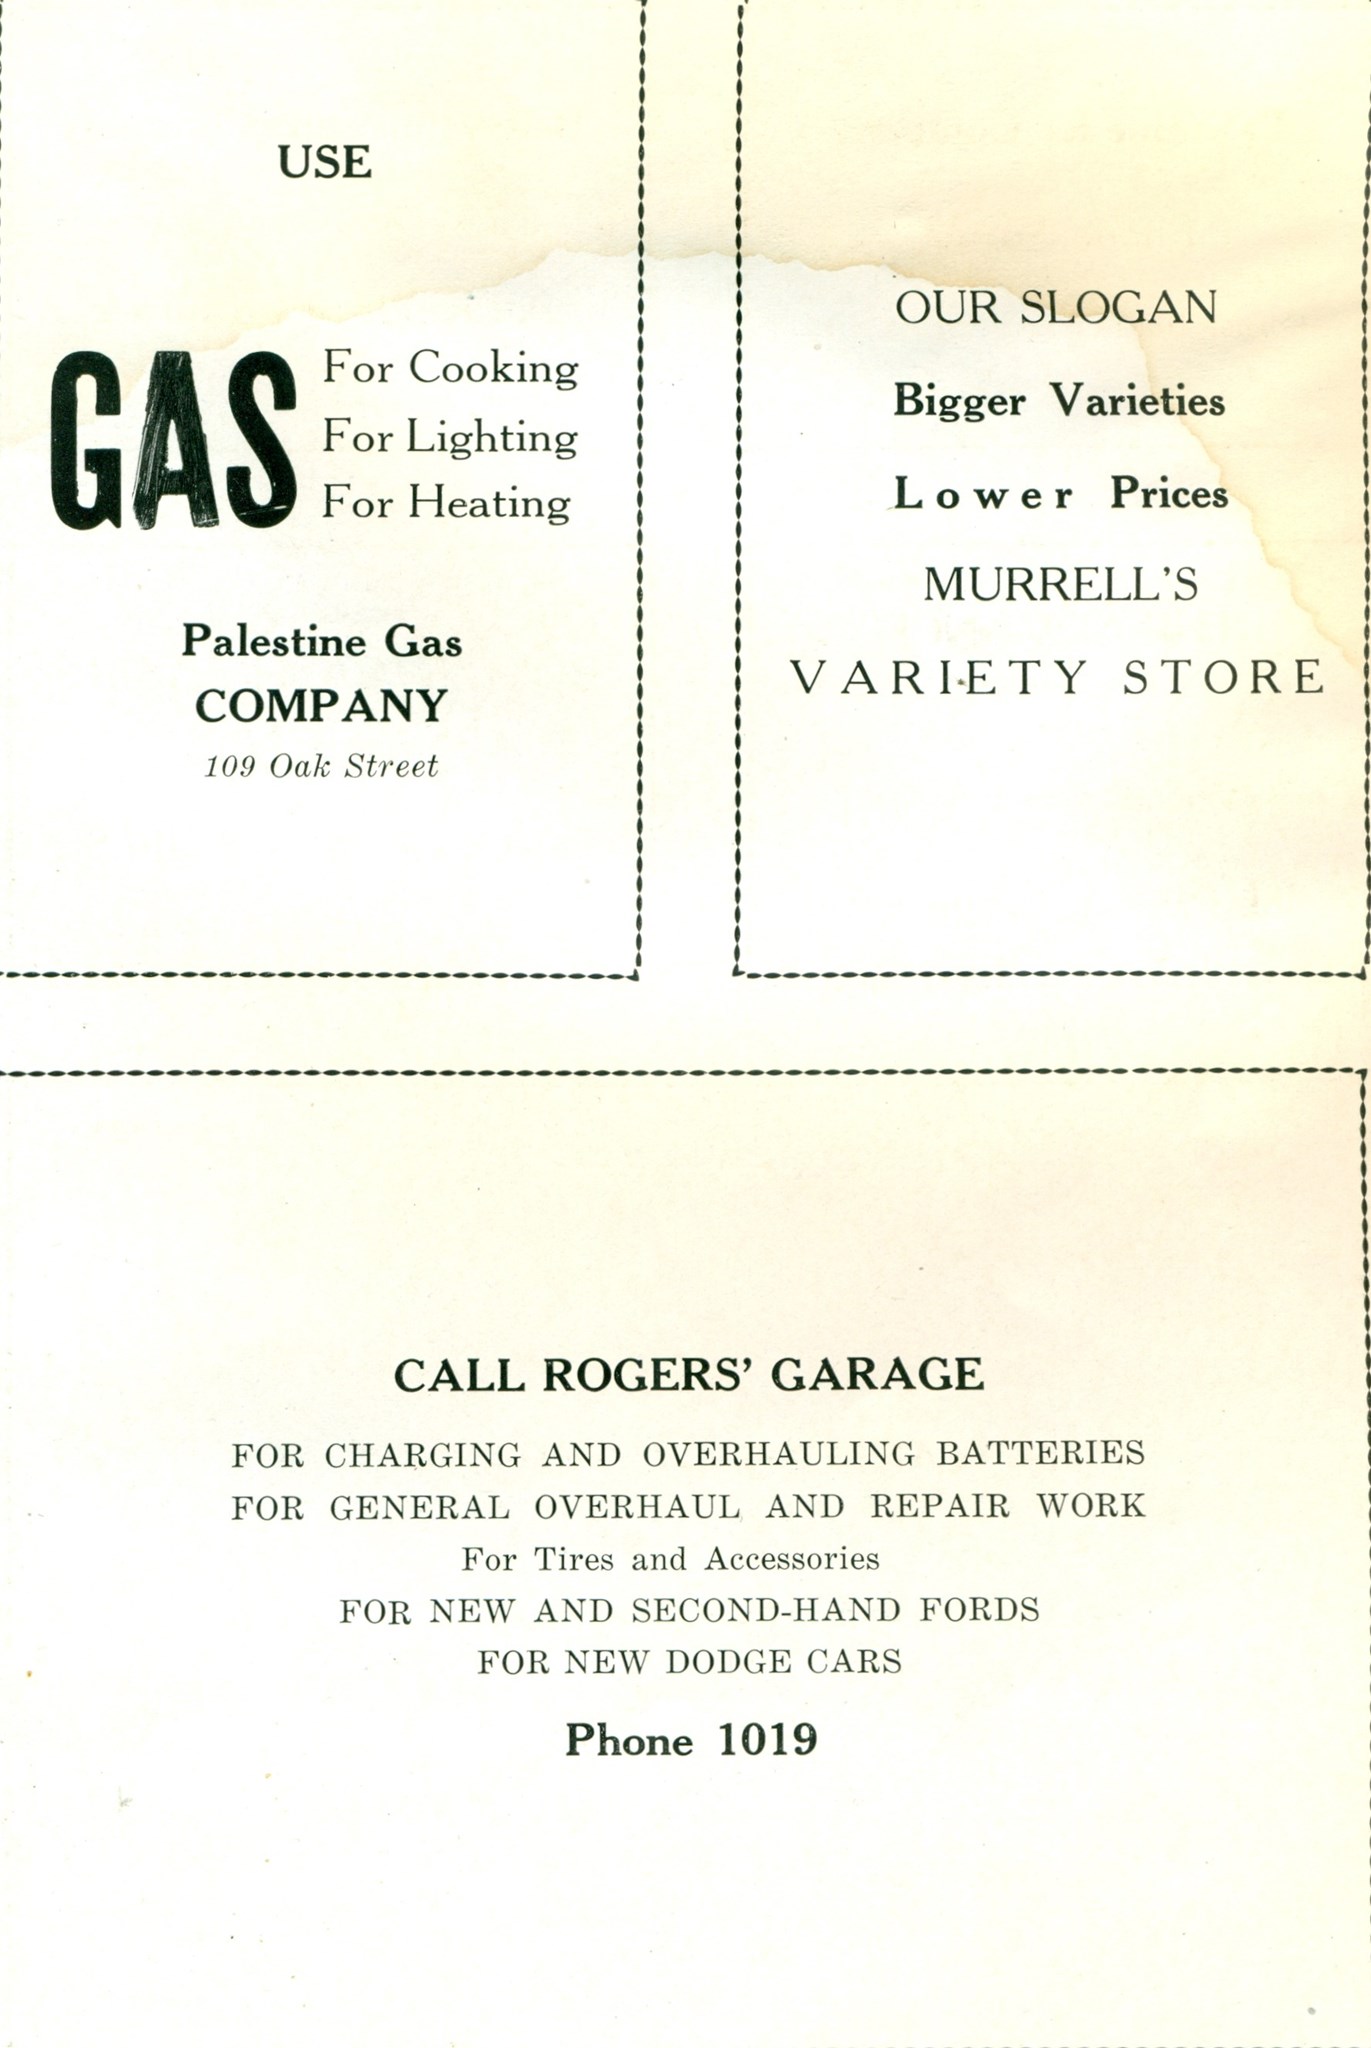 USE
GAS
For Cooking
For Lighting
For Heating
Palestine Gas
COMPANY
109 Oak Street
OUR SLOGAN
Bigger Varieties
Lower Prices
MURRELL'S
VARIETY STORE
CALL ROGERS' GARAGE
FOR CHARGING AND OVERHAULING BATTERIES
FOR GENERAL OVERHAUL AND REPAIR WORK
For Tires and Accessories
FOR NEW AND SECOND-HAND FORDS
FOR NEW DODGE CARS
Phone 1019